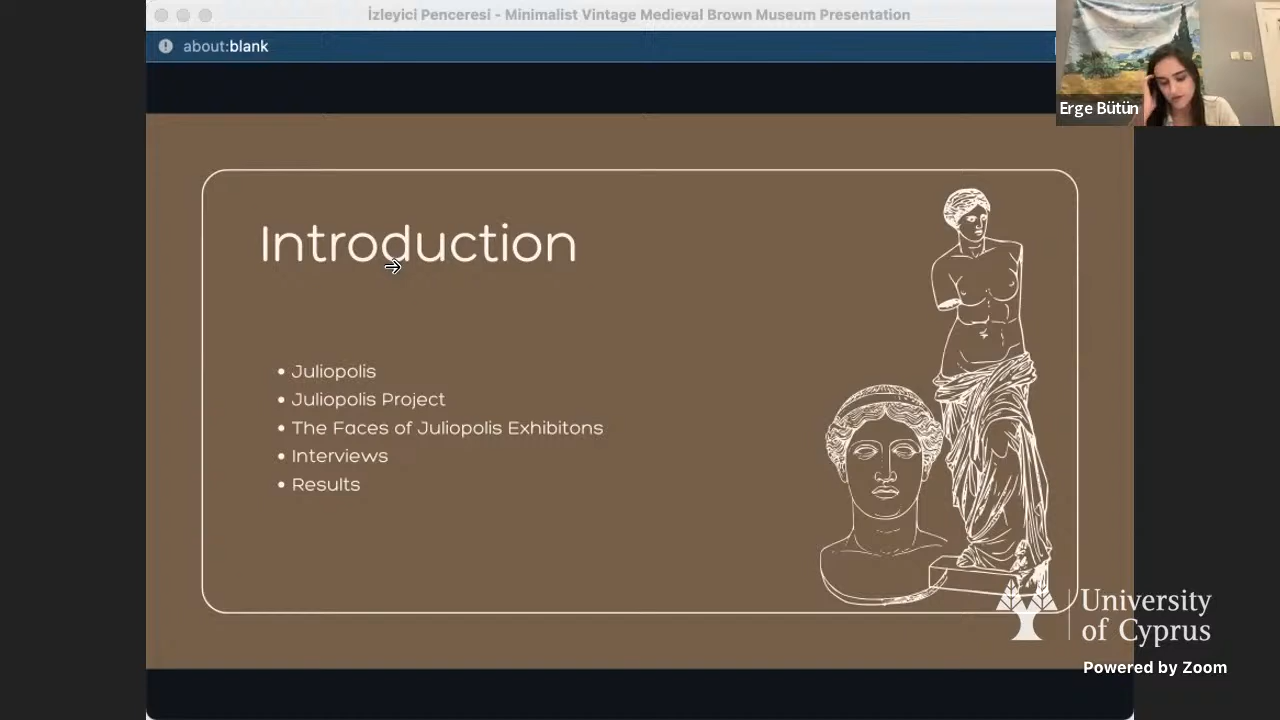 İzleyici Penceresi - Minimalist Vintage Medieval Brown Museum Presentation
about:blank
Erge Bütün
Introduction
• Juliopolis
• Juliopolis Project
• The Faces of Juliopolis Exhibitons
• Interviews
• Results
University
of Cyprus
Powered by Zoom